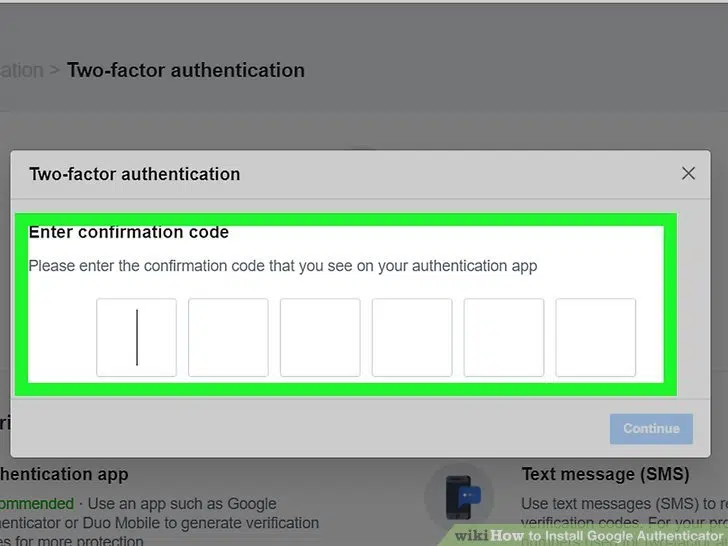 cation > Two-factor authentication
Two-factor authentication
Enter confirmation code
Please enter the confirmation code that you see on your authentication app
Continue
hentication app
ommended · Use an app such as Google
enticator or Duo Mobile to generate verification
es for more protection.
Text message (SMS)
Use text messages (SMS) to re
verification codes. For your pro
wikiHow to Install Google Authenticator